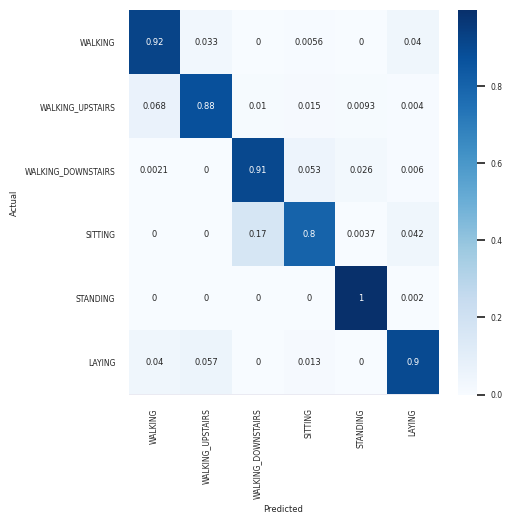 WALKING 0.92 0.033 0 0.0056 0 0.04
WALKING_UPSTAIRS 0.068 0.88 0.01 0.015 0.0093 0.004
WALKING_DOWNSTAIRS 0.0021 0 0.91 0.053 0.026 0.006
SITTING 0 0 0.17 0.8 0.0037 0.042
STANDING 0 0 0 0 1 0.002
LAYING 0.04 0.057 0 0.013 0 0.9
Actual
WALKING
WALKING_UPSTAIRS
WALKING_DOWNSTAIRS
SITTING
STANDING
LAYING
Predicted
0.8
0.6
0.4
0.2
0.0